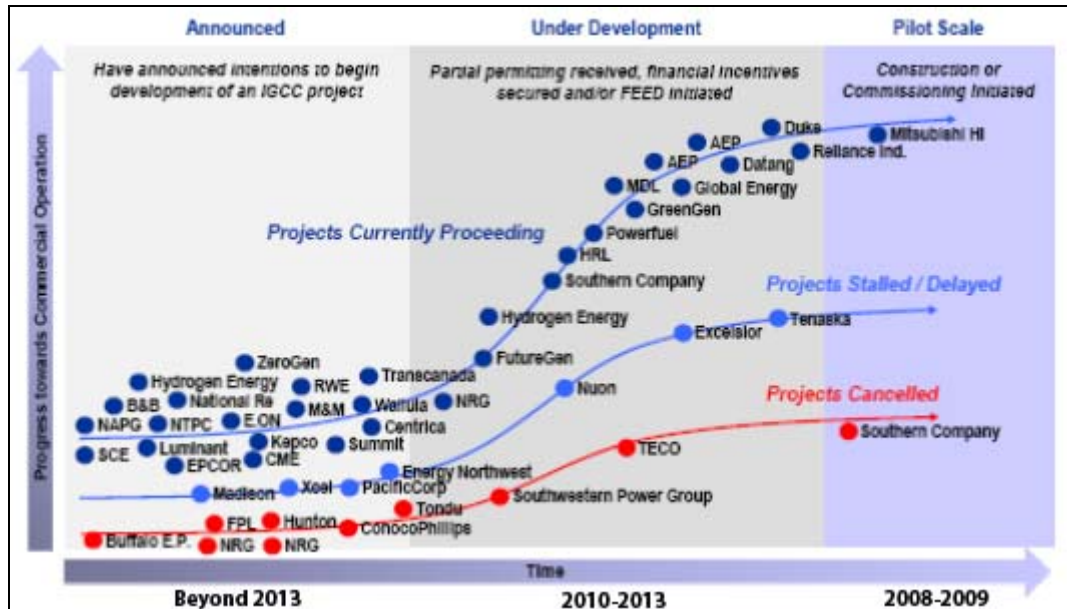 Announced
Under Development
Pilot Scale
Have announced intentions to begin
development of an IGCC project
Partial permitting received, financial incentives
secured and/or FEED initiated
Construction or
Commissioning Initiated
Progress towards Commercial Operation
Duke
Mitsubishi HI
AEP
Reliance Ind.
AEP
Datang
MDL
Global Energy
GreenGen
Projects Currently Proceeding
Powerfuel
HRL
Southern Company
Projects Stalled / Delayed
Hydrogen Energy
Tenaska
Excelsior
ZeroGen
FutureGen
Transcanada
Hydrogen Energy
RWE
Nuon
National Re
Projects Cancelled
B&B
M&M
Wallula
NRG
NAPG
NTPC
E.ON
Centrica
Southern Company
Kepco
Summit
Luminant
TECO
SCE
EPCOR
CME
Energy Northwest
Madison
Xcel
PacificCorp
Southwestern Power Group
Tondu
FPL
Hunton
ConocoPhillips
Buffalo E.P.
NRG
NRG
Time
Beyond 2013
2010-2013
2008-2009